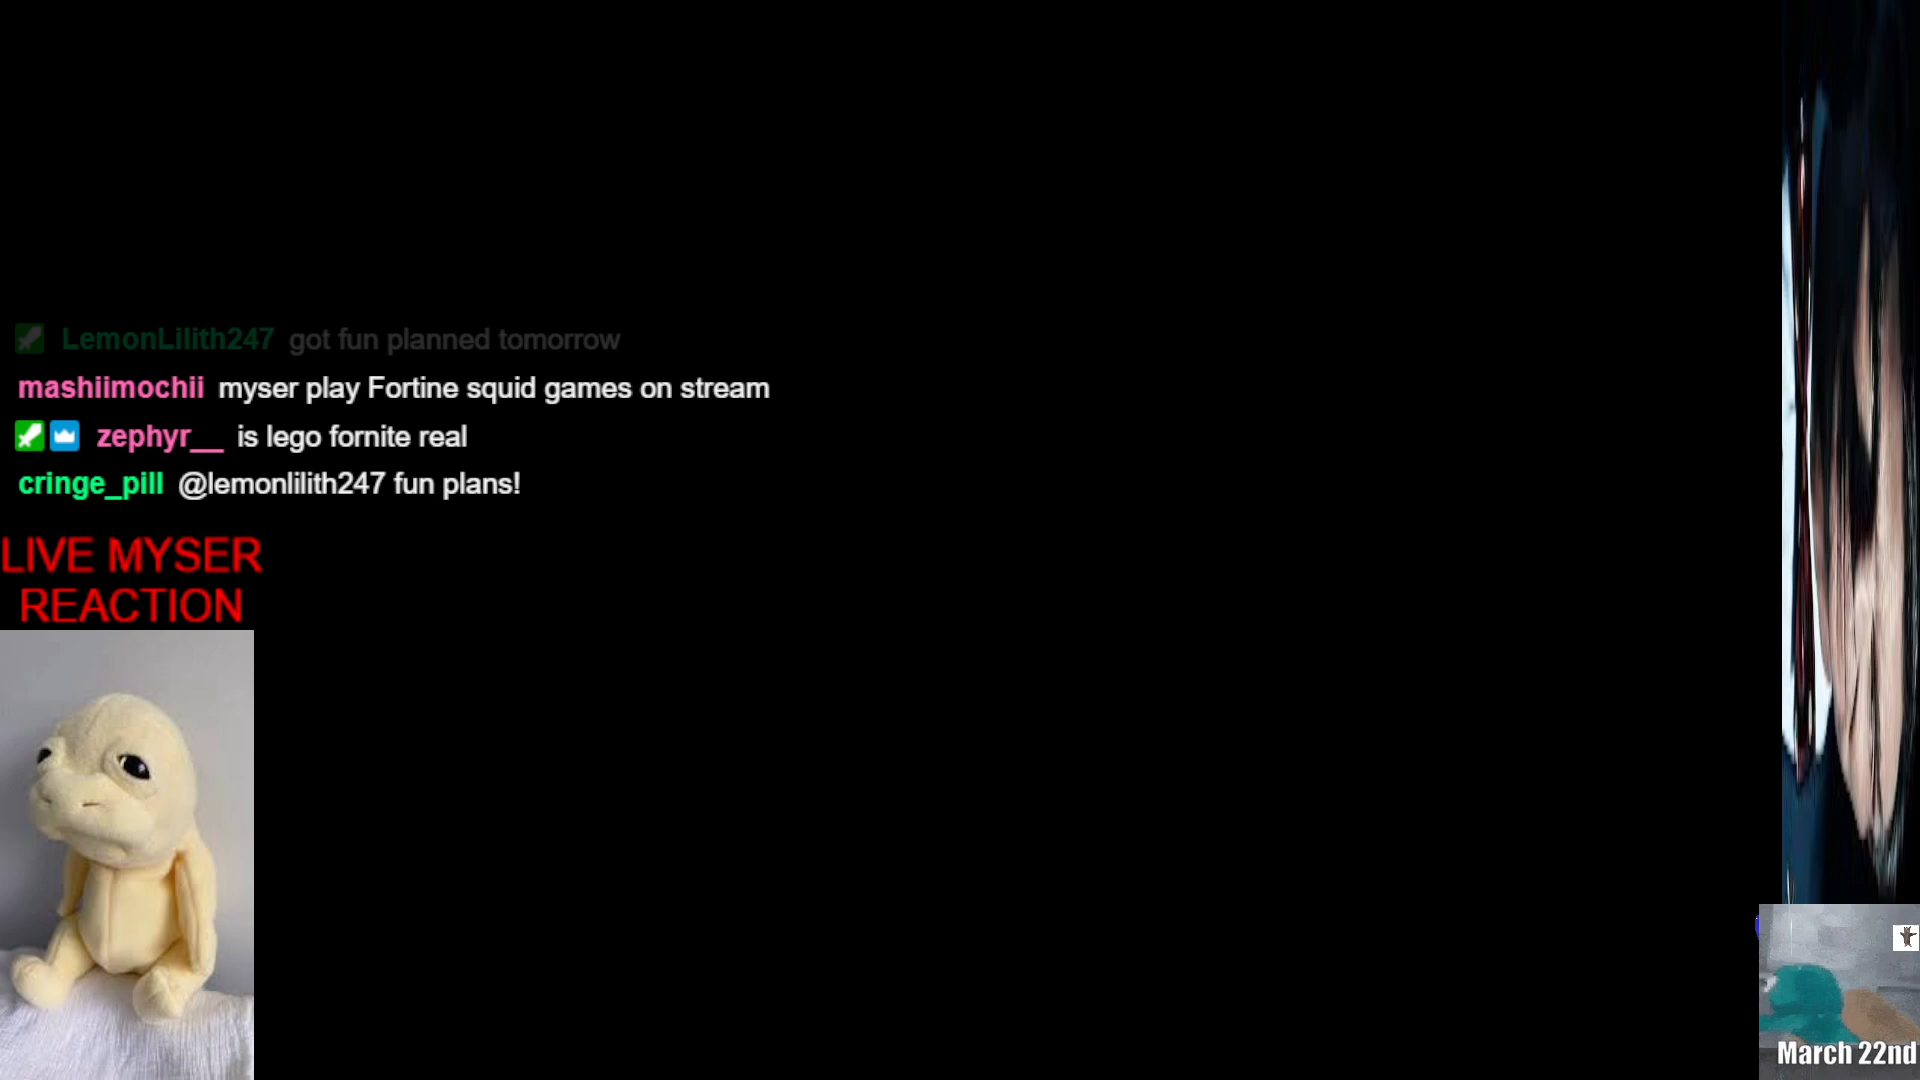 LemonLilith247 got fun planned tomorrow
mashiimochii myser play Fortine squid games on stream
zephyr__ is lego fornite real
cringe_pill @lemonlilith247 fun plans!
LIVE MYSER
REACTION
March 22nd